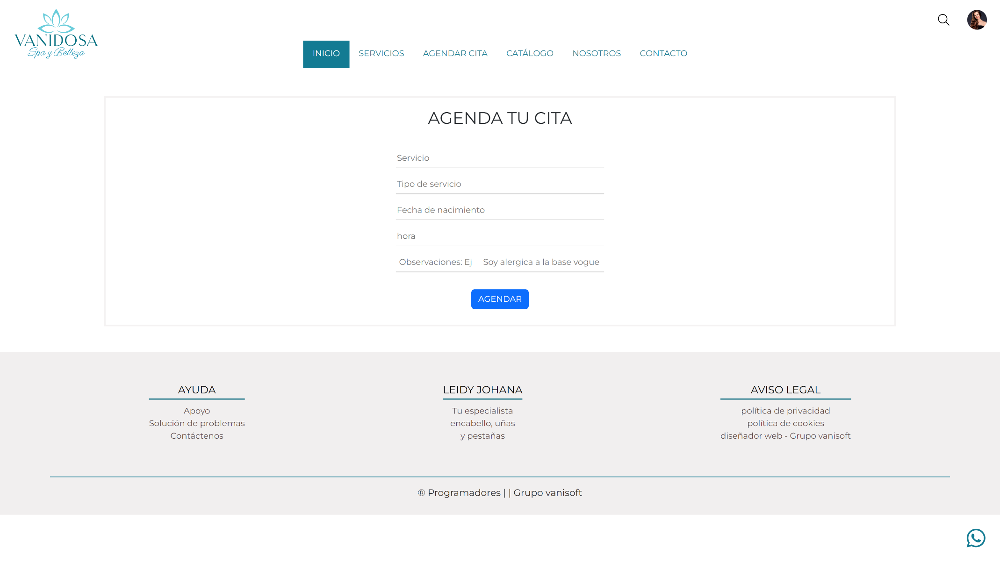 VANIDOSA
Spa y Belleza
INICIO SERVICIOS AGENDAR CITA CATÁLOGO NOSOTROS CONTACTO
AGENDA TU CITA
Servicio
Tipo de servicio
Fecha de nacimiento
hora
Observaciones: Ej Soy alergica a la base vogue
AGENDAR
AYUDA
Apoyo
Solución de problemas
Contáctenos
LEIDY JOHANA
Tu especialista
encabello, uñas
y pestañas
AVISO LEGAL
política de privacidad
política de cookies
diseñador web - Grupo vanisoft
® Programadores | | Grupo vanisoft